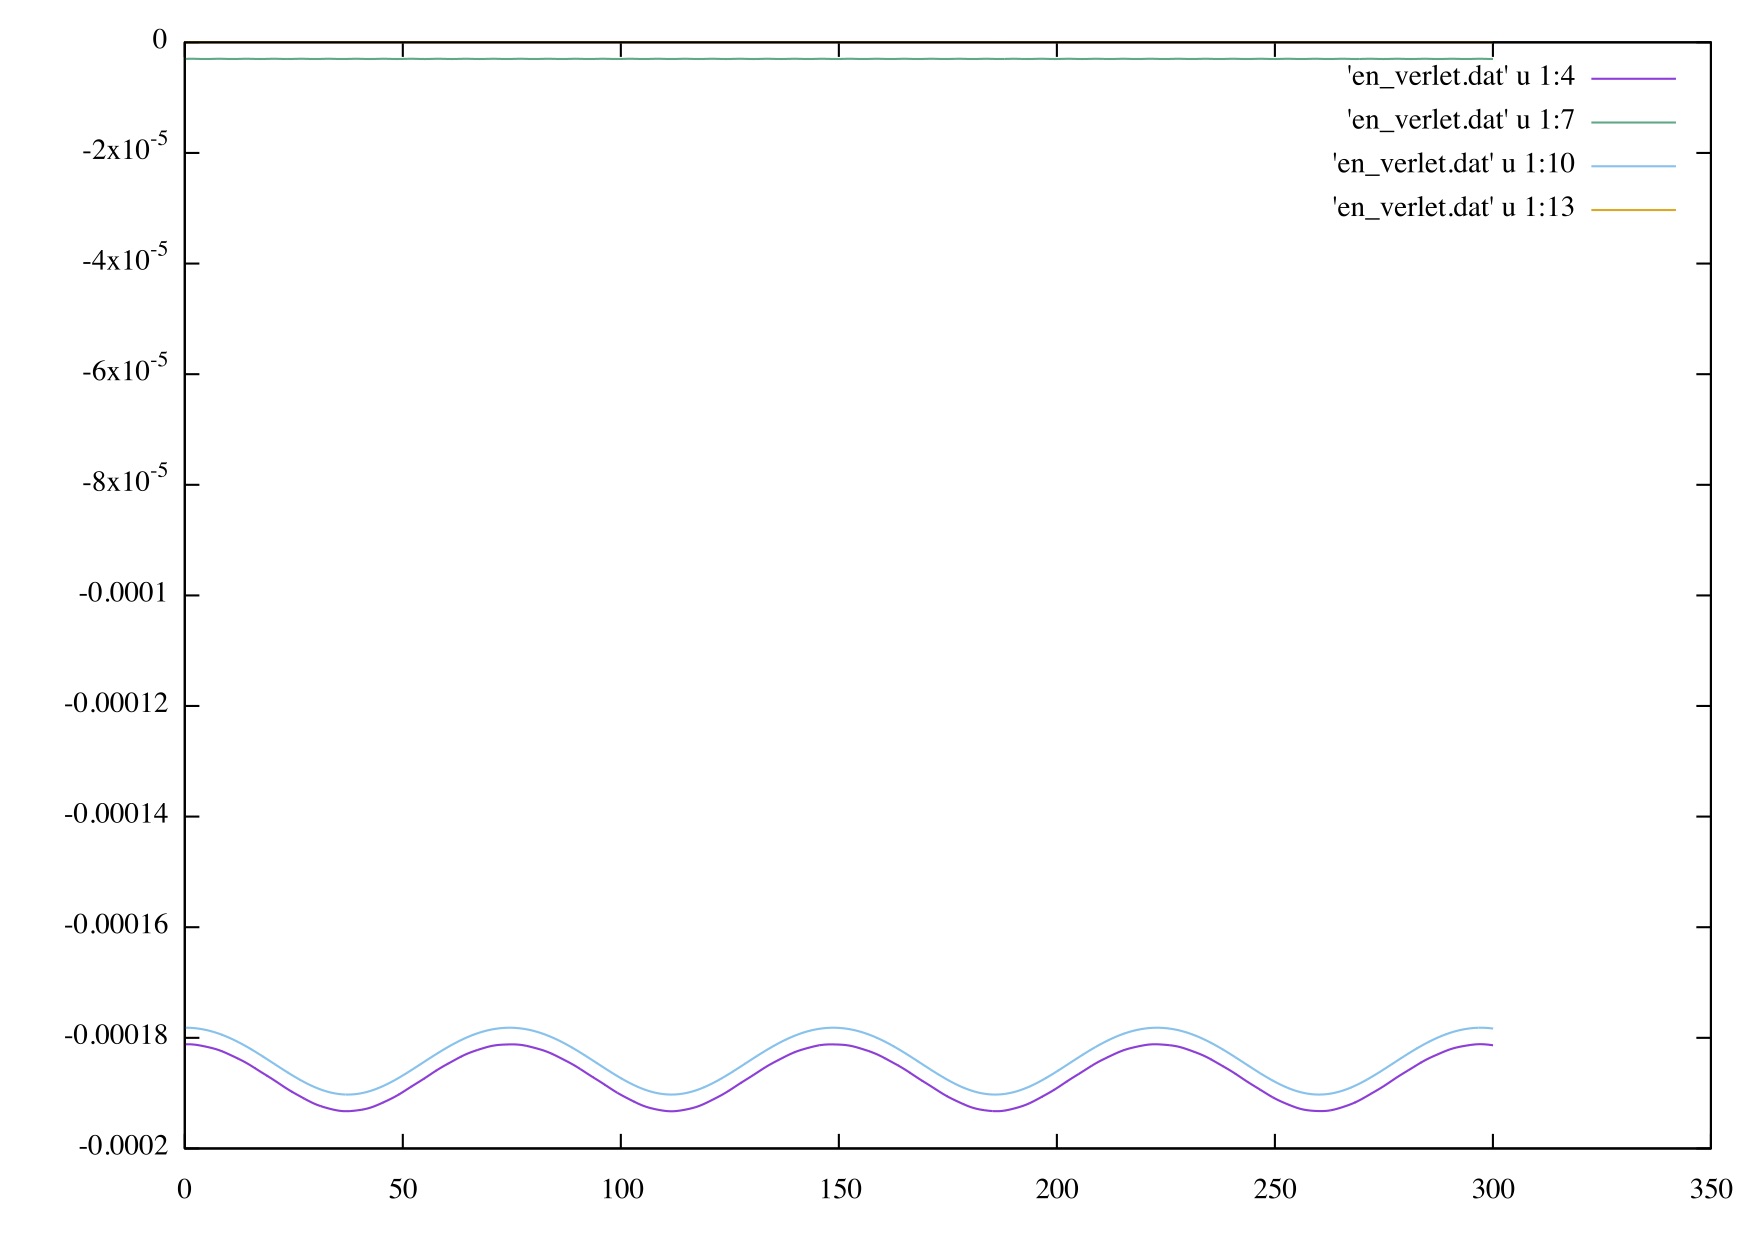 0
-2x10-5
-4x10-5
-6x10-5
-8x10-5
-0.0001
-0.00012
-0.00014
-0.00016
-0.00018
-0.0002
0 50 100 150 200 250 300 350
'en_verlet.dat' u 1:4
'en_verlet.dat' u 1:7
'en_verlet.dat' u 1:10
'en_verlet.dat' u 1:13